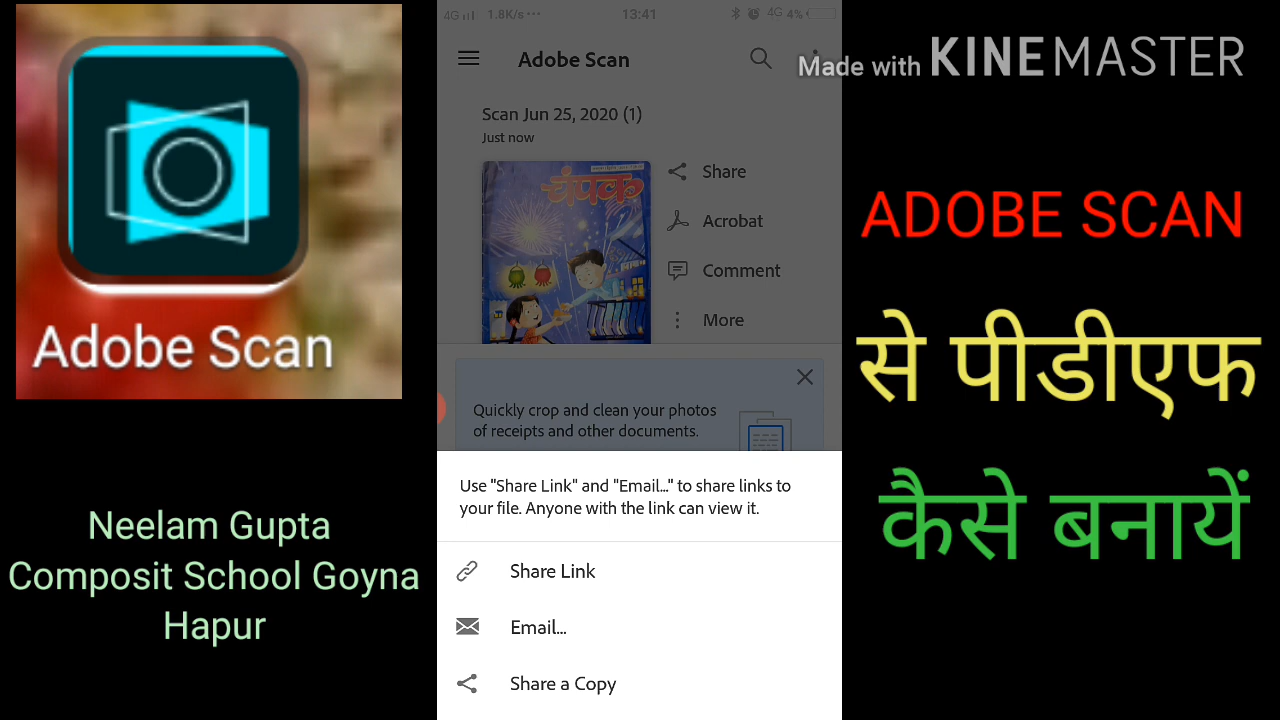 Adobe Scan
Neelam Gupta
Composit School Goyna
Hapur
4G 1.8K/s... 13:41 4G 4%
Adobe Scan
Scan Jun 25, 2020 (1)
Just now
चंपक
Share
Acrobat
Comment
More
Quickly crop and clean your photos
of receipts and other documents.
Use "Share Link" and "Email..." to share links to
your file. Anyone with the link can view it.
Share Link
Email...
Share a Copy
Made with KINEMASTER
ADOBE SCAN
से पीडीएफ
कैसे बनायें